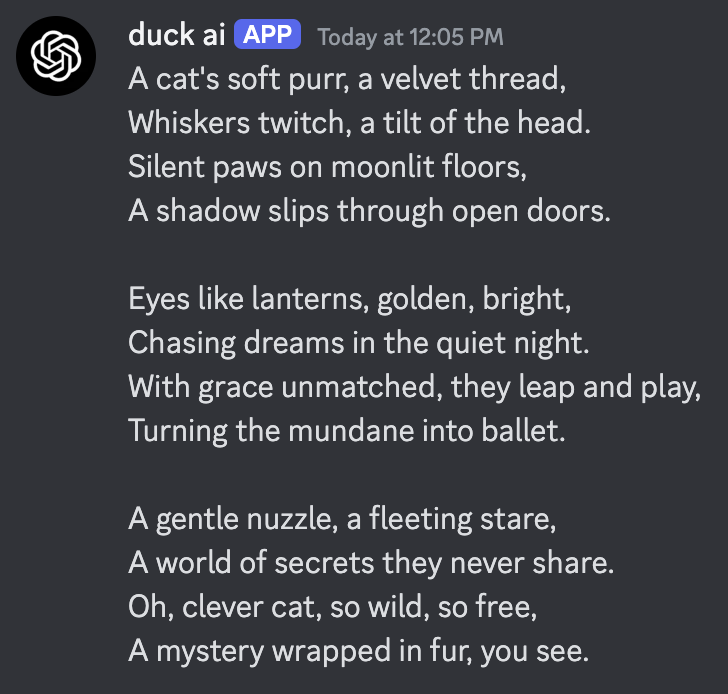 duck ai APP Today at 12:05 PM
A cat's soft purr, a velvet thread,
Whiskers twitch, a tilt of the head.
Silent paws on moonlit floors,
A shadow slips through open doors.

Eyes like lanterns, golden, bright,
Chasing dreams in the quiet night.
With grace unmatched, they leap and play,
Turning the mundane into ballet.

A gentle nuzzle, a fleeting stare,
A world of secrets they never share.
Oh, clever cat, so wild, so free,
A mystery wrapped in fur, you see.